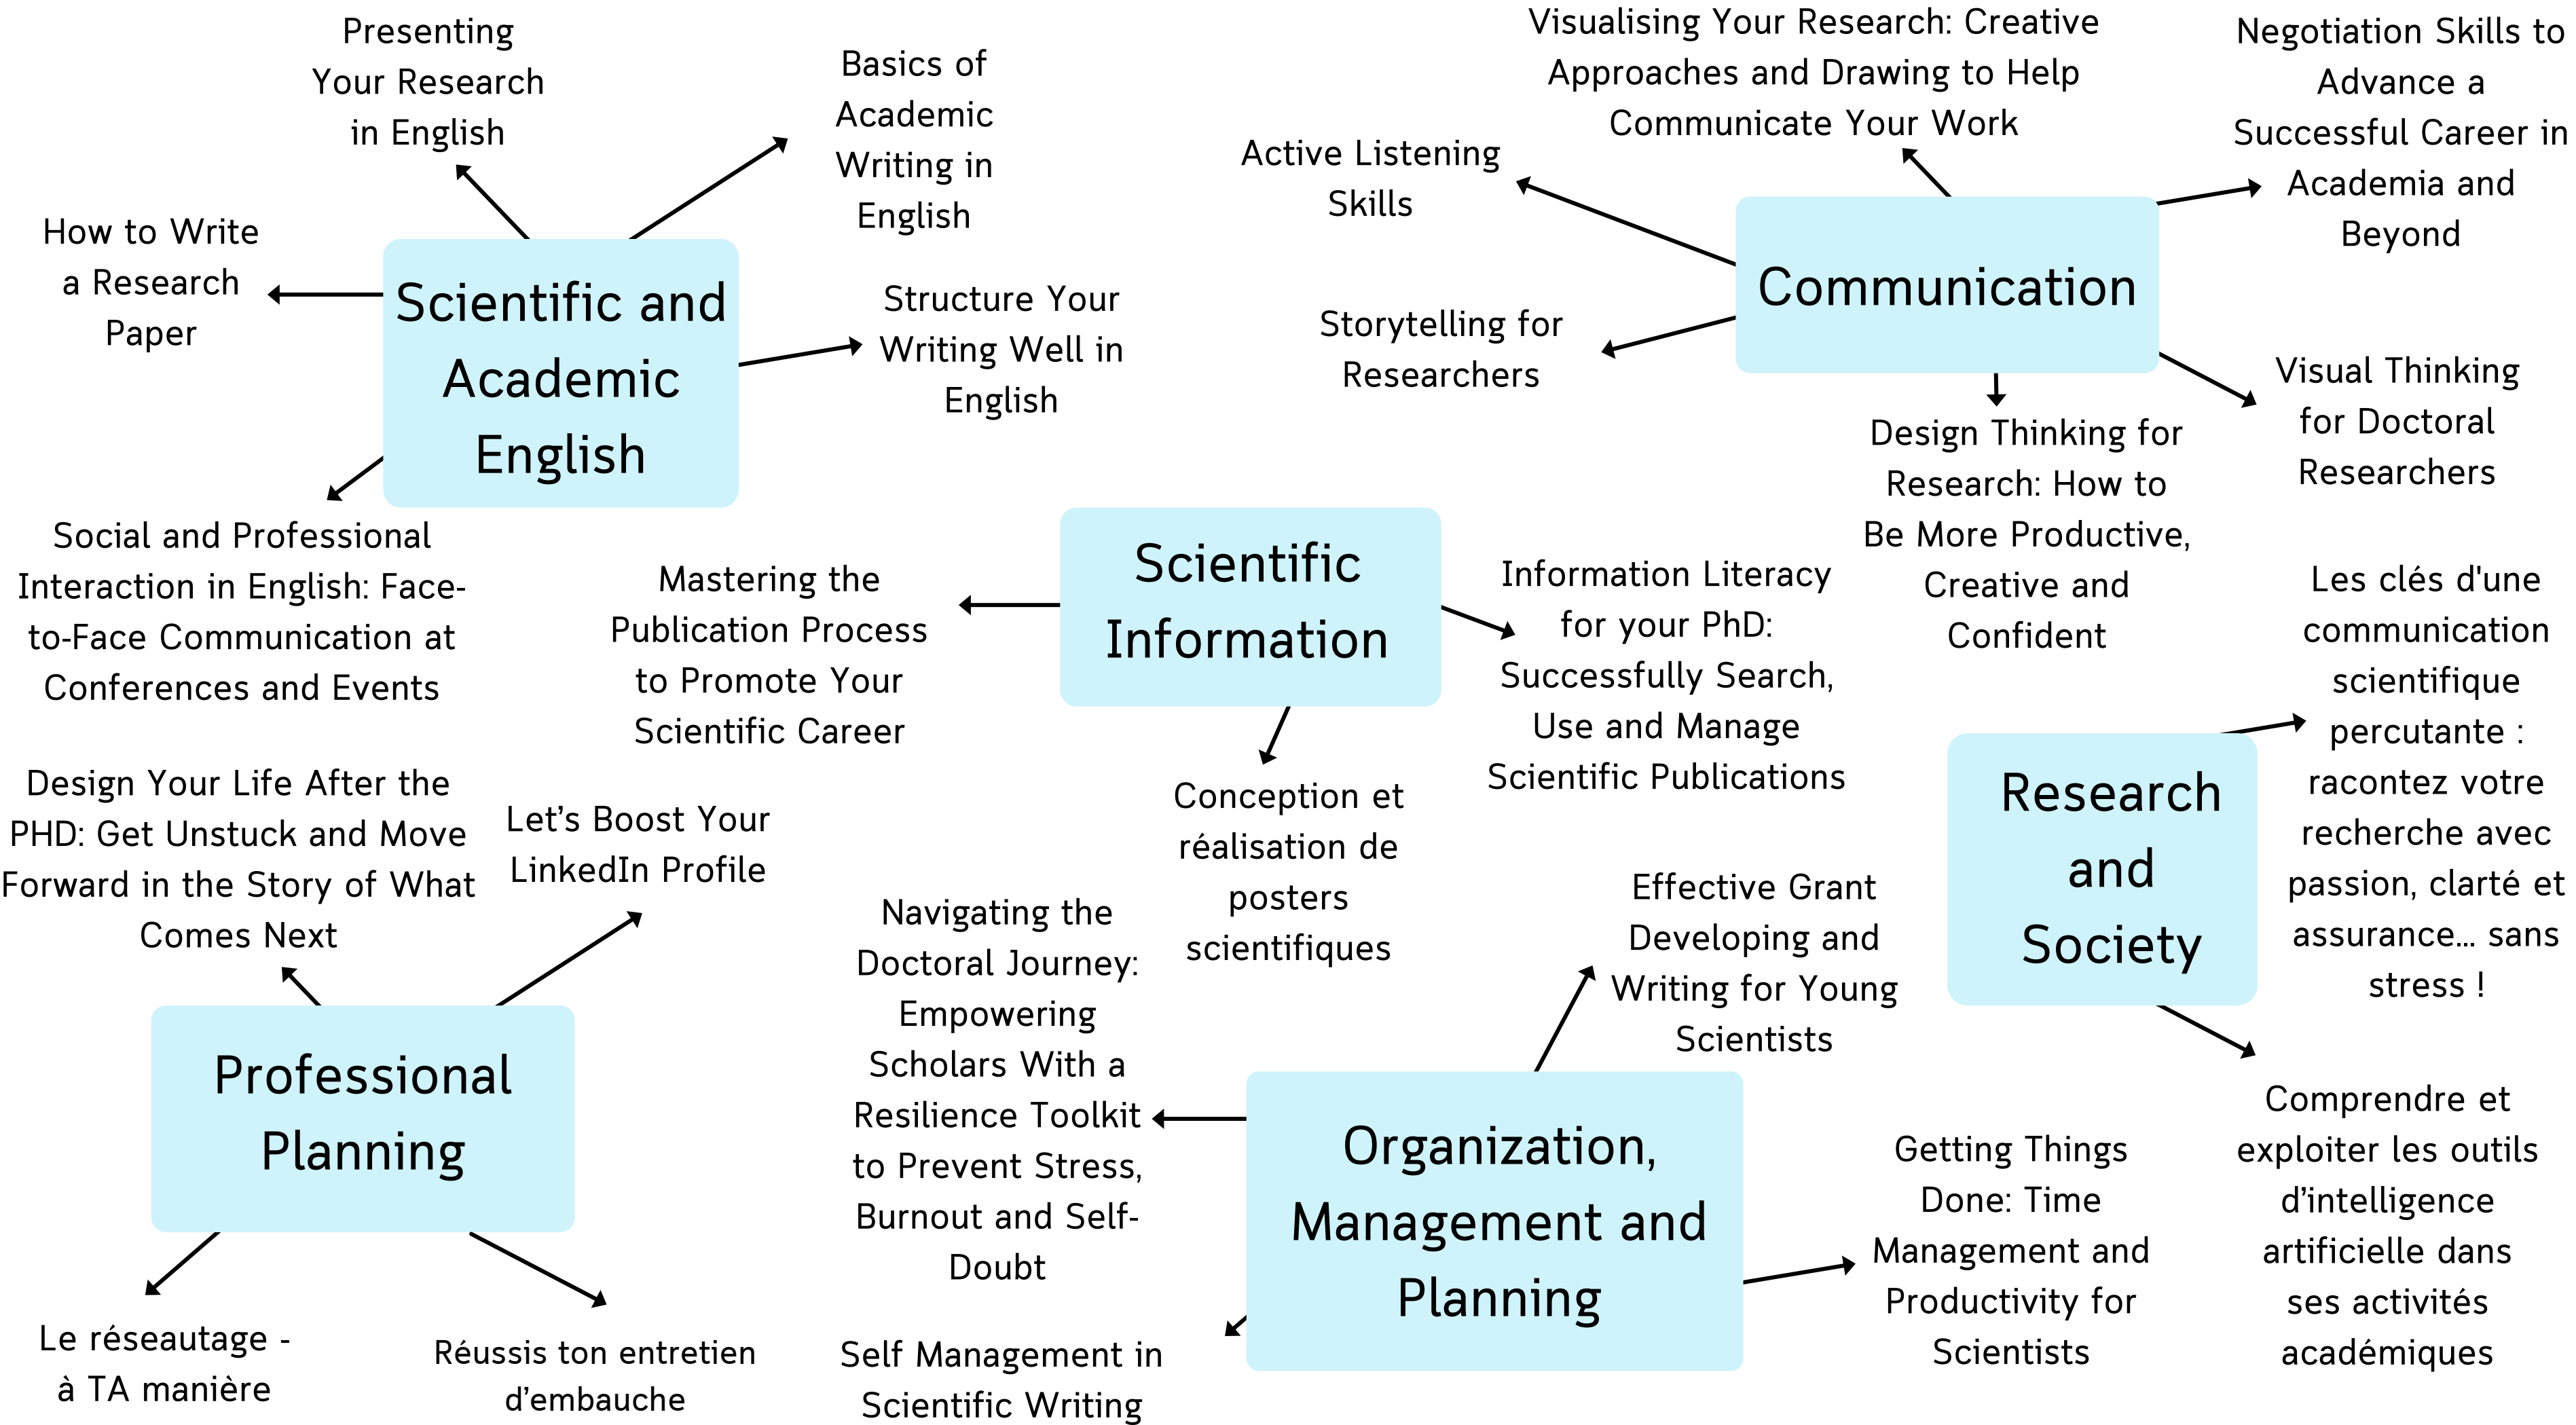 Presenting
Your Research
in English
Basics of
Academic
Writing in
English
How to Write
a Research
Paper
Scientific and
Academic
English
Structure Your
Writing Well in
English
Social and Professional
Interaction in English: Face-
to-Face Communication at
Conferences and Events
Visualising Your Research: Creative
Approaches and Drawing to Help
Communicate Your Work
Negotiation Skills to
Advance a
Successful Career in
Academia and
Beyond
Active Listening
Skills
Communication
Storytelling for
Researchers
Visual Thinking
for Doctoral
Researchers
Design Thinking for
Research: How to
Be More Productive,
Creative and
Confident
Scientific
Information
Mastering the
Publication Process
to Promote Your
Scientific Career
Information Literacy
for your PhD:
Successfully Search,
Use and Manage
Scientific Publications
Conception et
réalisation de
posters
scientifiques
Les clés d'une
communication
scientifique
percutante :
racontez votre
recherche avec
passion, clarté et
assurance... sans
stress !
Research
and
Society
Comprendre et
exploiter les outils
d’intelligence
artificielle dans
ses activités
académiques
Design Your Life After the
PHD: Get Unstuck and Move
Forward in the Story of What
Comes Next
Let’s Boost Your
LinkedIn Profile
Professional
Planning
Le réseautage -
à TA manière
Réussis ton entretien
d’embauche
Navigating the
Doctoral Journey:
Empowering
Scholars With a
Resilience Toolkit
to Prevent Stress,
Burnout and Self-
Doubt
Effective Grant
Developing and
Writing for Young
Scientists
Organization,
Management and
Planning
Getting Things
Done: Time
Management and
Productivity for
Scientists
Self Management in
Scientific Writing